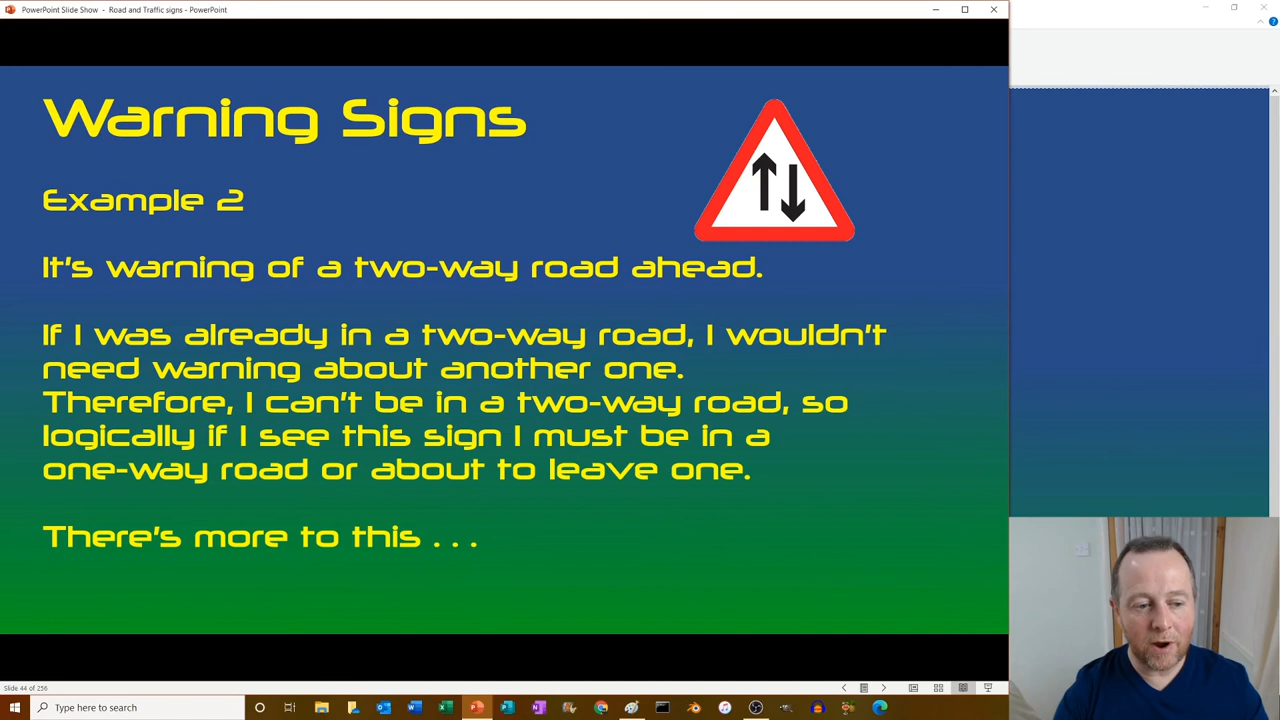 PowerPoint Slide Show - Road and Traffic signs - PowerPoint
Warning Signs
Example 2
It's warning of a two-way road ahead.
If I was already in a two-way road, I wouldn't
need warning about another one.
Therefore, I can't be in a two-way road, so
logically if I see this sign I must be in a
one-way road or about to leave one.
There's more to this . . .
Slide 44 of 256
Type here to search